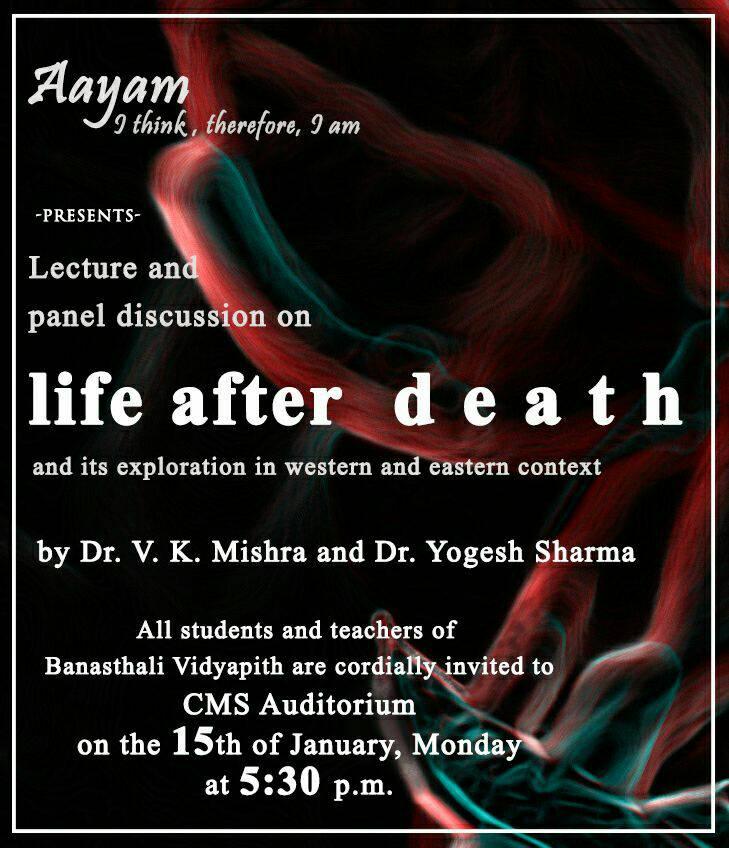 Aayam
I think, therefore, I am
-PRESENTS-
Lecture and
panel discussion on
life after death
and its exploration in western and eastern context
by Dr. V. K. Mishra and Dr. Yogesh Sharma
All students and teachers of
Banasthali Vidyapith are cordially invited to
CMS Auditorium
on the 15th of January, Monday
at 5:30 p.m.